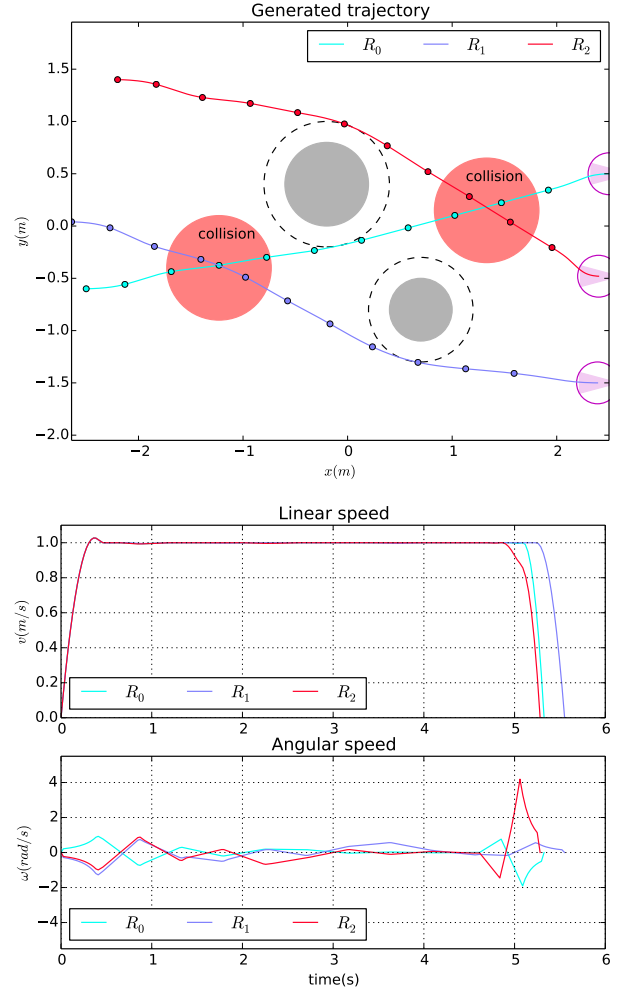 Generated trajectory
R0 R1 R2
1.5
1.0
0.5
0.0
−0.5
−1.0
−1.5
−2.0
y(m)
collision
collision
−2 −1 0 1 2
x(m)
Linear speed
1.0
0.8
0.6
0.4
0.2
0.0
v(m/s)
R0 R1 R2
0 1 2 3 4 5 6
Angular speed
4
2
0
−2
−4
ω(rad/s)
R0 R1 R2
0 1 2 3 4 5 6
time(s)